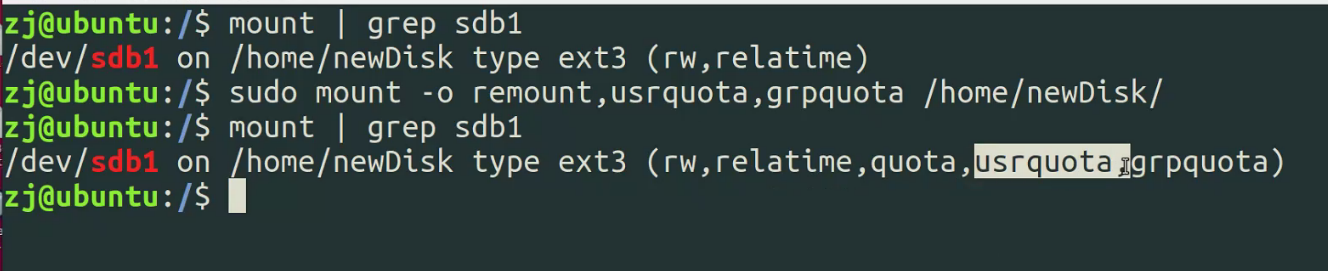 zj@ubuntu:/$ mount | grep sdb1
/dev/sdb1 on /home/newDisk type ext3 (rw,relatime)
zj@ubuntu:/$ sudo mount -o remount,usrquota,grpquota /home/newDisk/
zj@ubuntu:/$ mount | grep sdb1
/dev/sdb1 on /home/newDisk type ext3 (rw,relatime,quota,usrquota,grpquota)
zj@ubuntu:/$